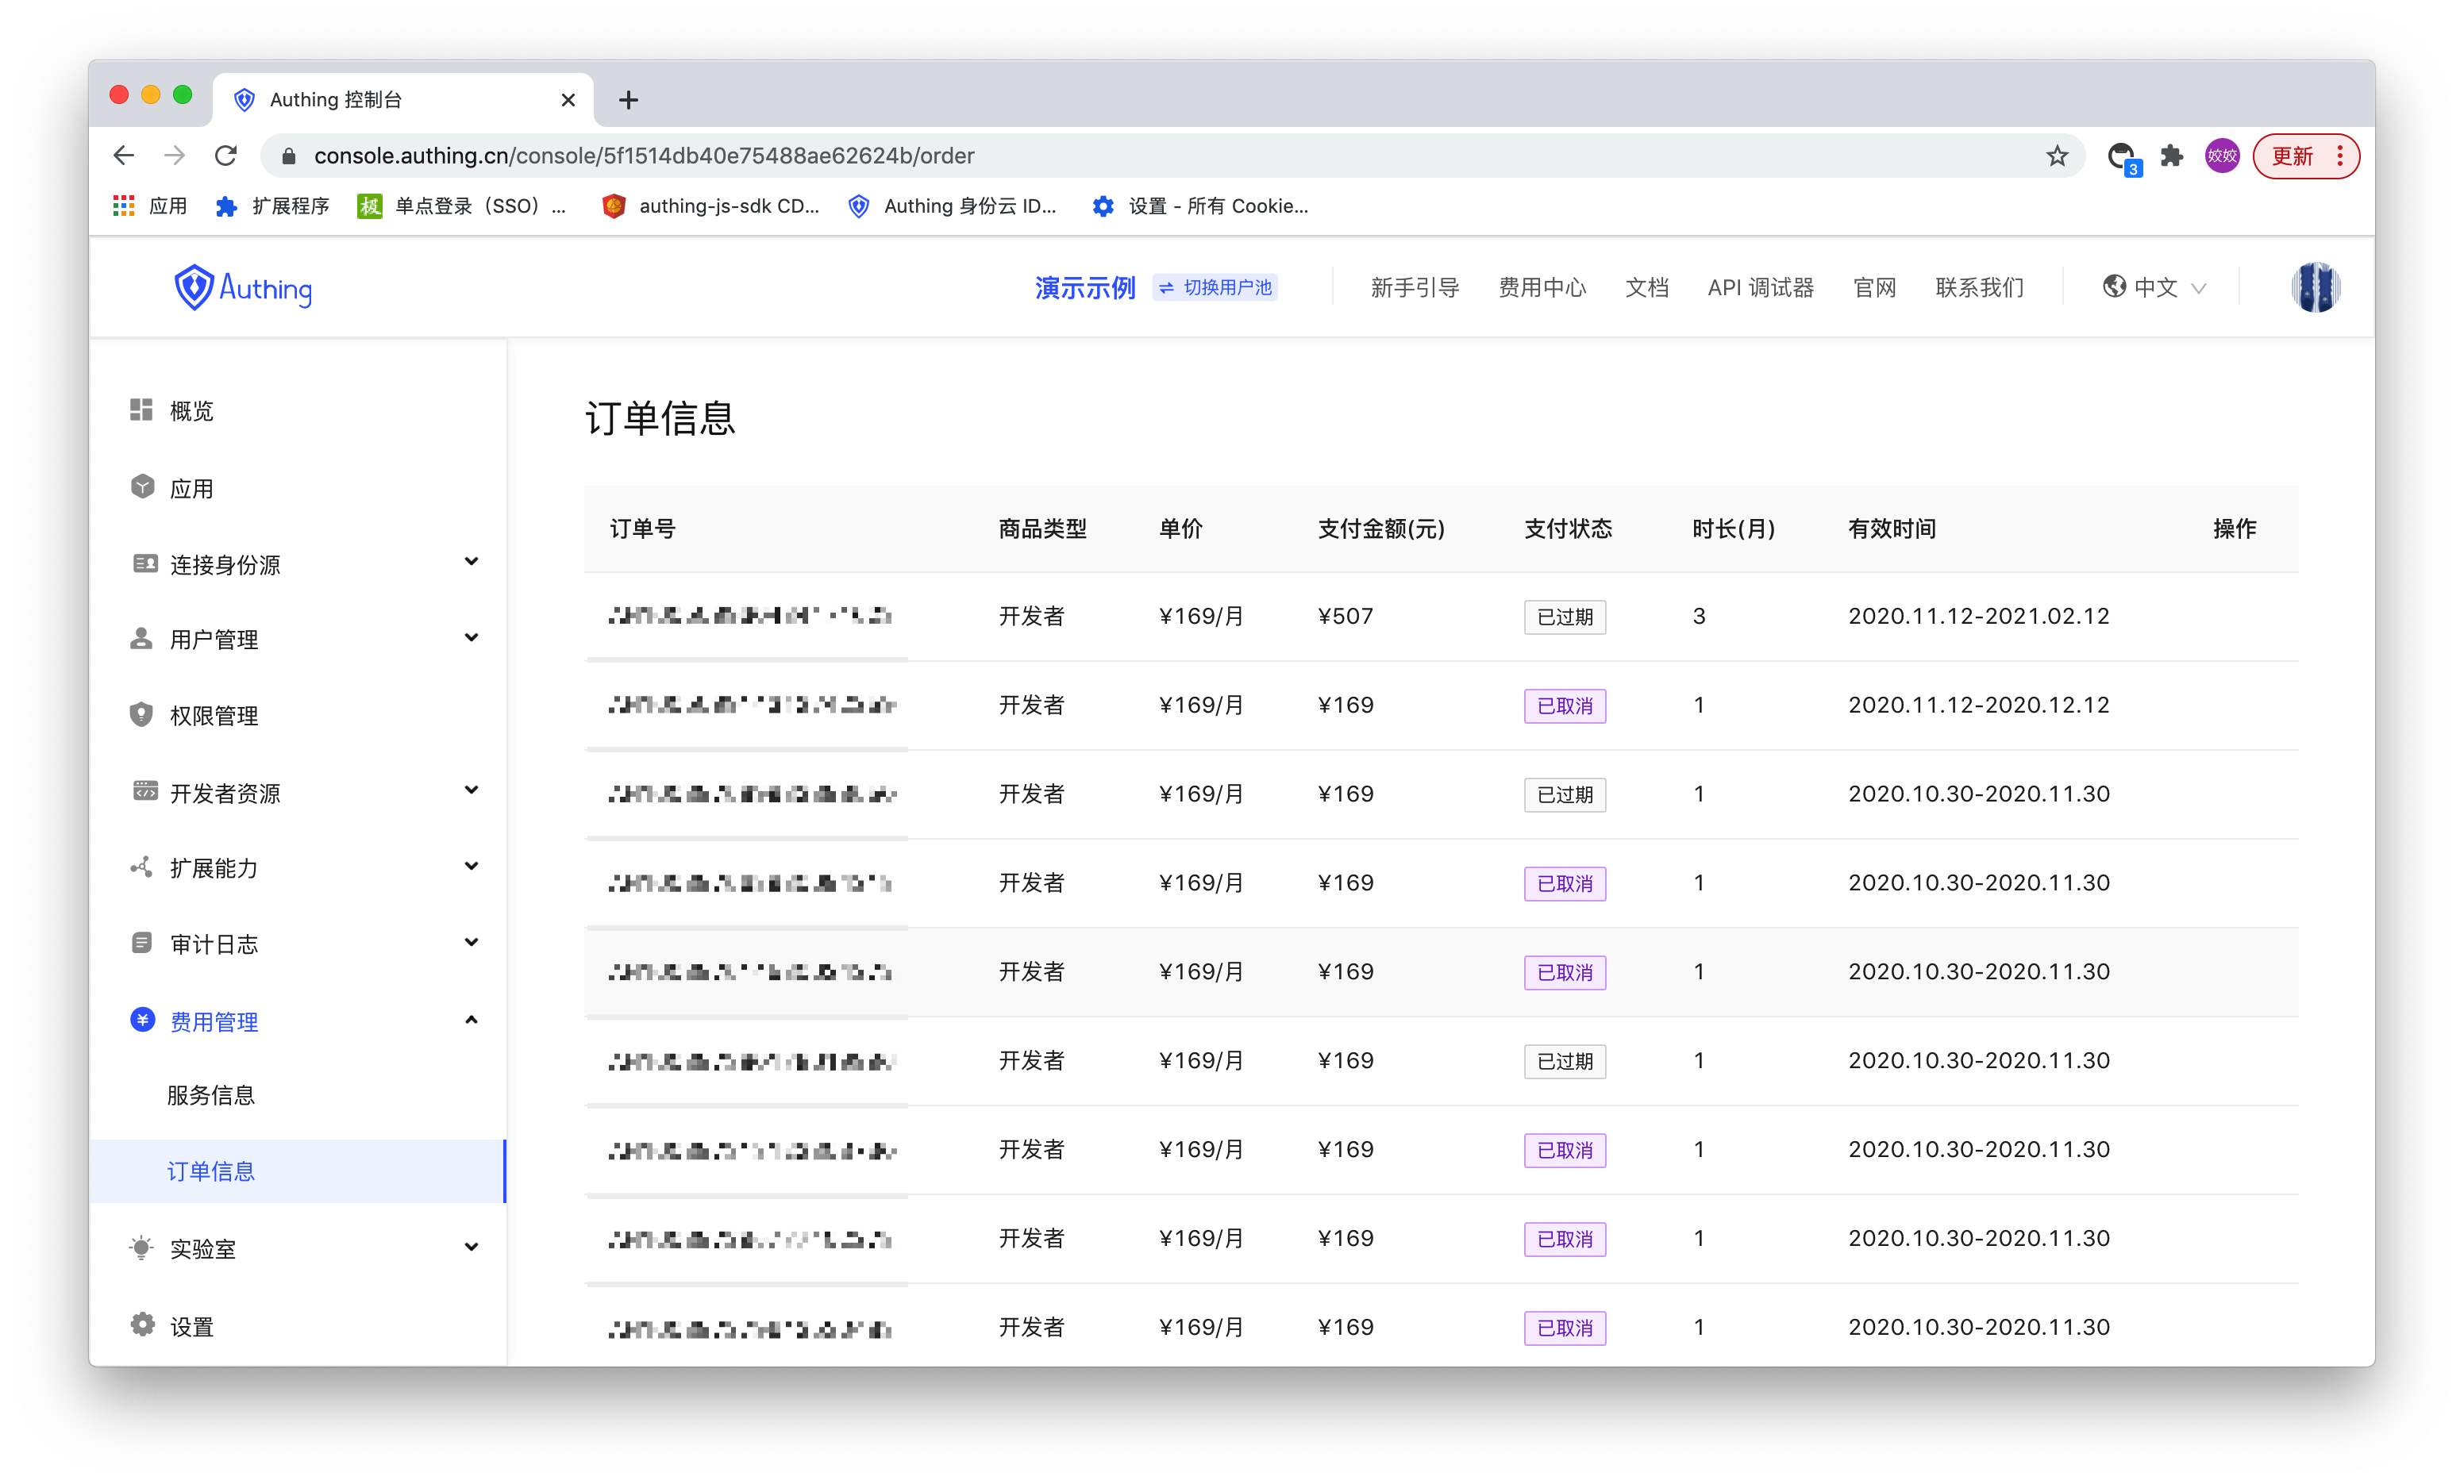 Authing 控制台
console.authing.cn/console/5f1514db40e75488ae62624b/order
3
姣姣
更新
应用
扩展程序
极
单点登录（SSO）...
authing-js-sdk CD...
Authing 身份云 ID...
设置 - 所有 Cookie...
Authing
演示示例
切换用户池
新手引导
费用中心
文档
API 调试器
官网
联系我们
中文
概览
应用
连接身份源
用户管理
权限管理
开发者资源
扩展能力
审计日志
费用管理
服务信息
订单信息
实验室
设置
订单信息
订单号 商品类型 单价 支付金额(元) 支付状态 时长(月) 有效时间 操作
开发者 ¥169/月 ¥507 已过期 3 2020.11.12-2021.02.12
开发者 ¥169/月 ¥169 已取消 1 2020.11.12-2020.12.12
开发者 ¥169/月 ¥169 已过期 1 2020.10.30-2020.11.30
开发者 ¥169/月 ¥169 已取消 1 2020.10.30-2020.11.30
开发者 ¥169/月 ¥169 已取消 1 2020.10.30-2020.11.30
开发者 ¥169/月 ¥169 已过期 1 2020.10.30-2020.11.30
开发者 ¥169/月 ¥169 已取消 1 2020.10.30-2020.11.30
开发者 ¥169/月 ¥169 已取消 1 2020.10.30-2020.11.30
开发者 ¥169/月 ¥169 已取消 1 2020.10.30-2020.11.30